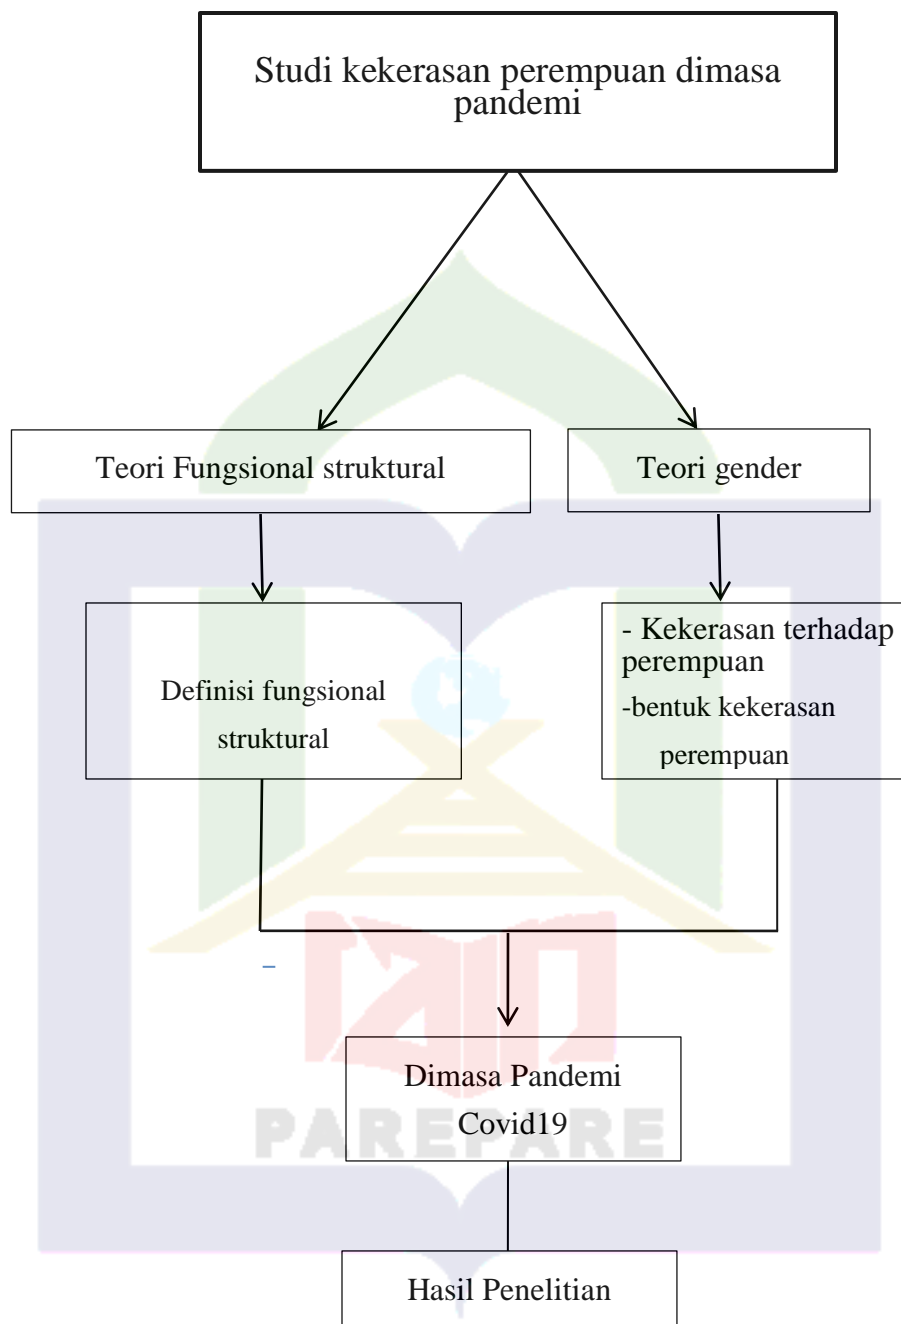 Studi kekerasan perempuan dimasa
pandemi
Teori Fungsional struktural
Teori gender
Definisi fungsional
struktural
- Kekerasan terhadap
perempuan
-bentuk kekerasan
perempuan
Dimasa Pandemi
Covid19
PAREPARE
Hasil Penelitian